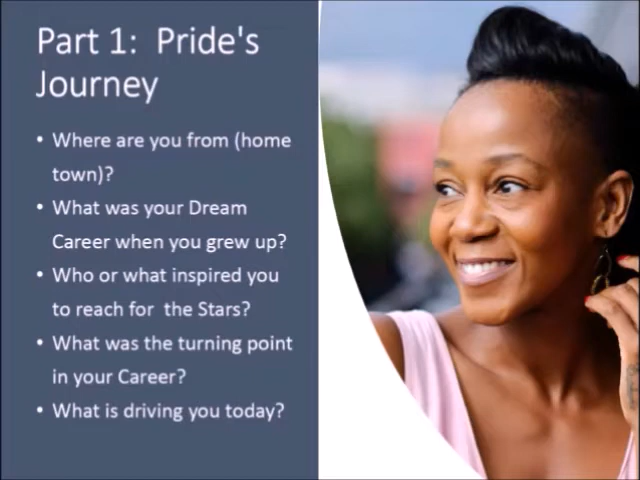 Part 1:  Pride's
Journey
• Where are you from (home
town)?
• What was your Dream
Career when you grew up?
• Who or what inspired you
to reach for  the Stars?
• What was the turning point
in your Career?
• What is driving you today?